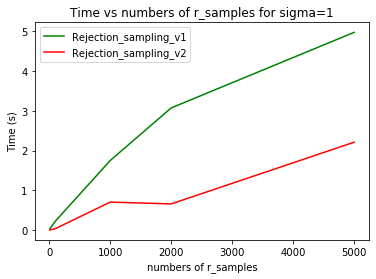 Time vs numbers of r_samples for sigma=1
Rejection_sampling_v1
Rejection_sampling_v2
Time (s)
5
4
3
2
1
0
0 1000 2000 3000 4000 5000
numbers of r_samples